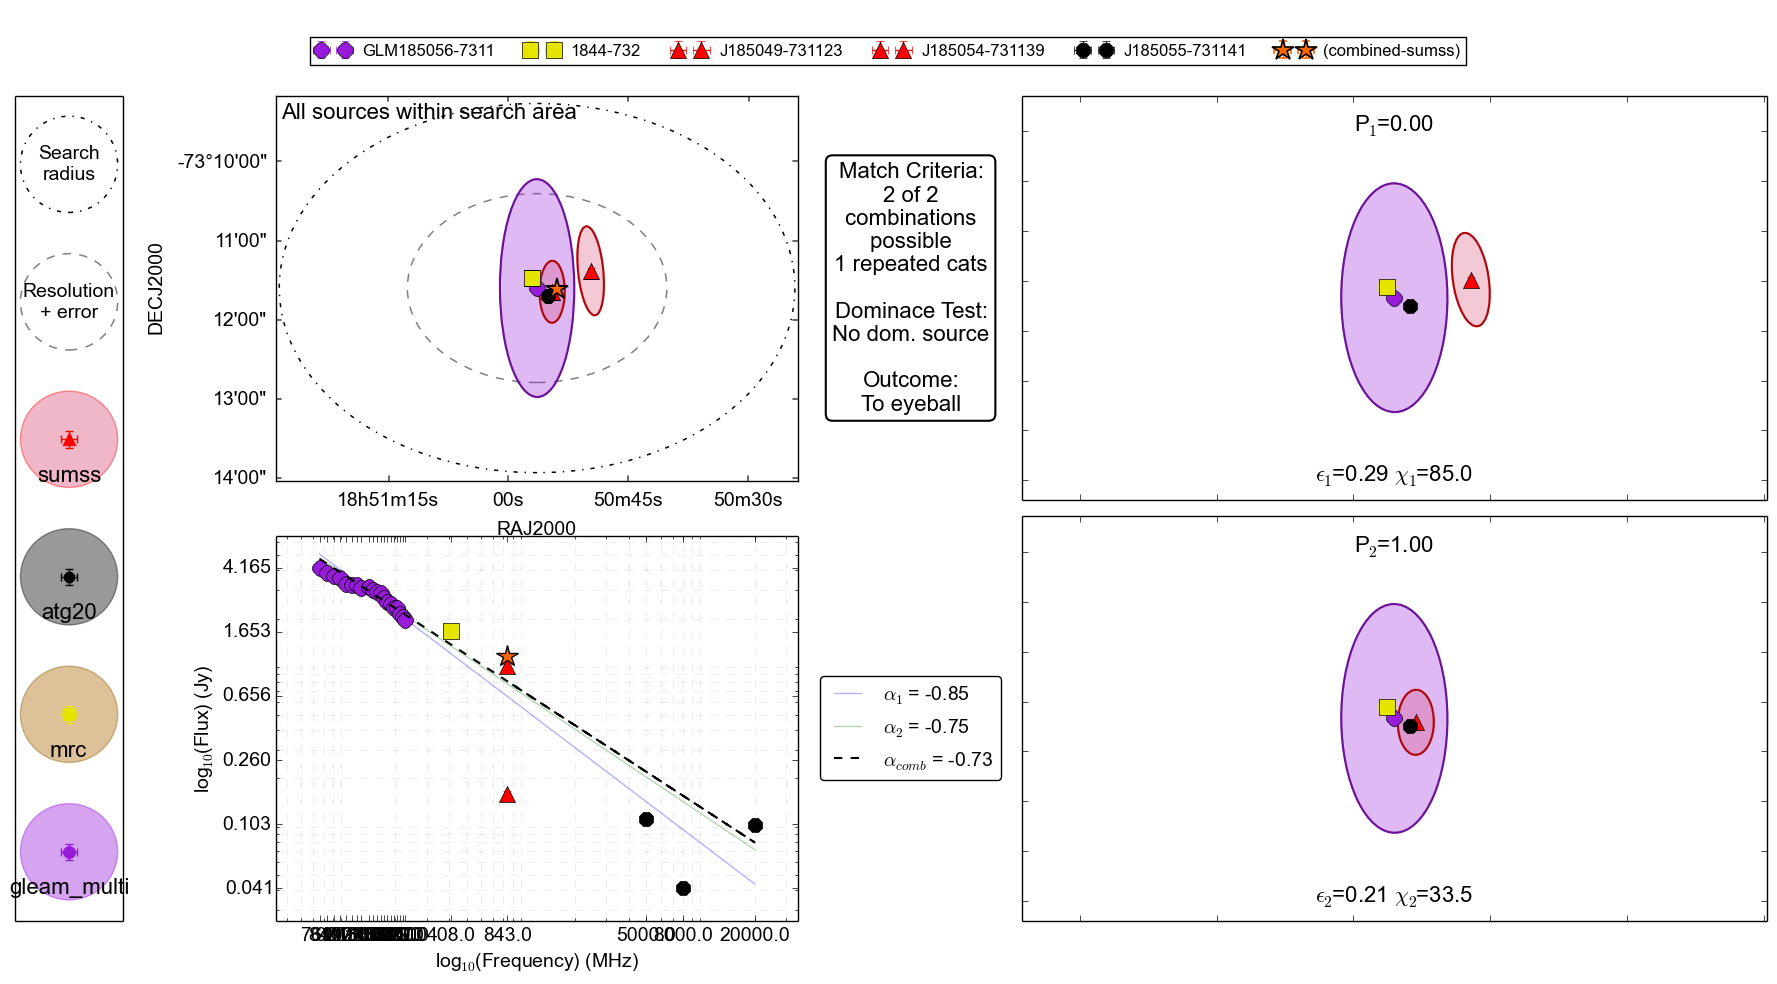 GLM185056-7311 1844-732 J185049-731123 J185054-731139 J185055-731141 (combined-sumss)
Search
radius
Resolution
+ error
sumss
atg20
mrc
gleam_multi
All sources within search area
DECJ2000
-73°10'00"
11'00"
12'00"
13'00"
14'00"
18h51m15s 00s 50m45s 50m30s
RAJ2000
Match Criteria:
2 of 2
combinations
possible
1 repeated cats
Dominace Test:
No dom. source
Outcome:
To eyeball
P1=0.00
ϵ1=0.29 χ1=85.0
P2=1.00
ϵ2=0.21 χ2=33.5
log10(Flux) (Jy)
4.165
1.653
0.656
0.260
0.103
0.041
408.0 843.0 5000.0 8000.0 20000.0
log10(Frequency) (MHz)
α1 = -0.85
α2 = -0.75
αcomb = -0.73